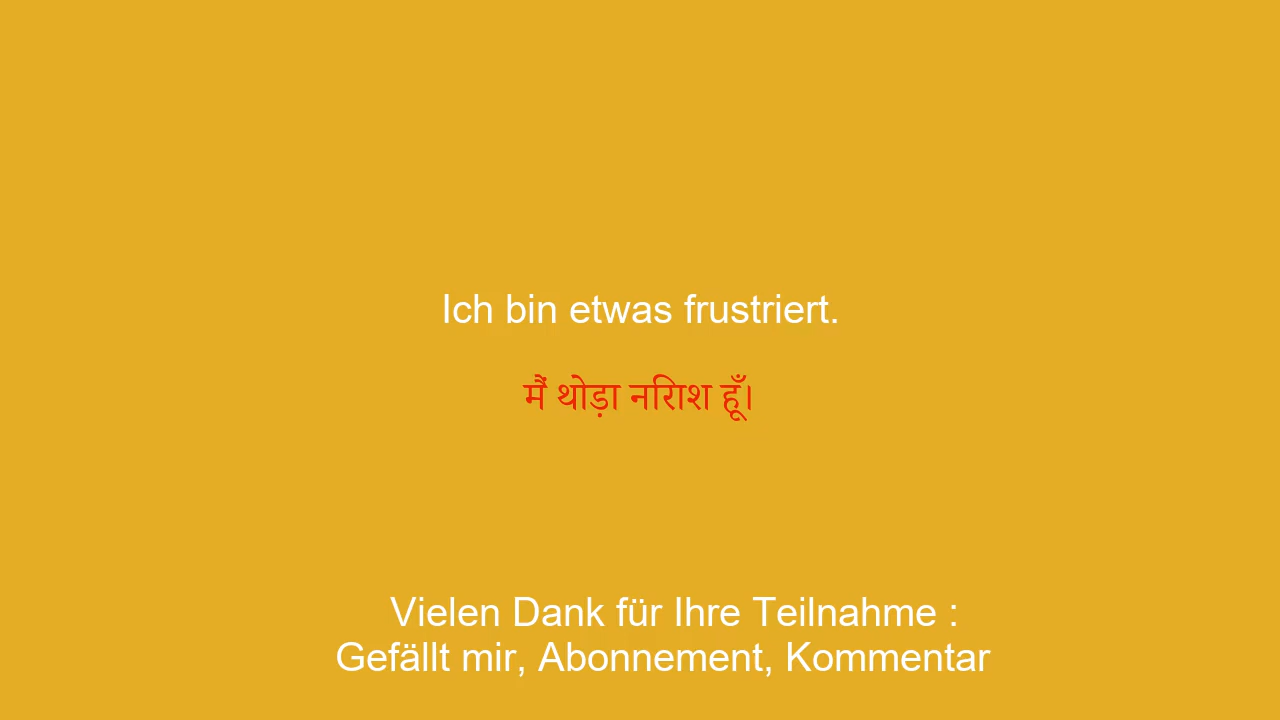 Ich bin etwas frustriert.
मैं थोड़ा निराश हूँ।
Vielen Dank für Ihre Teilnahme :
Gefällt mir, Abonnement, Kommentar